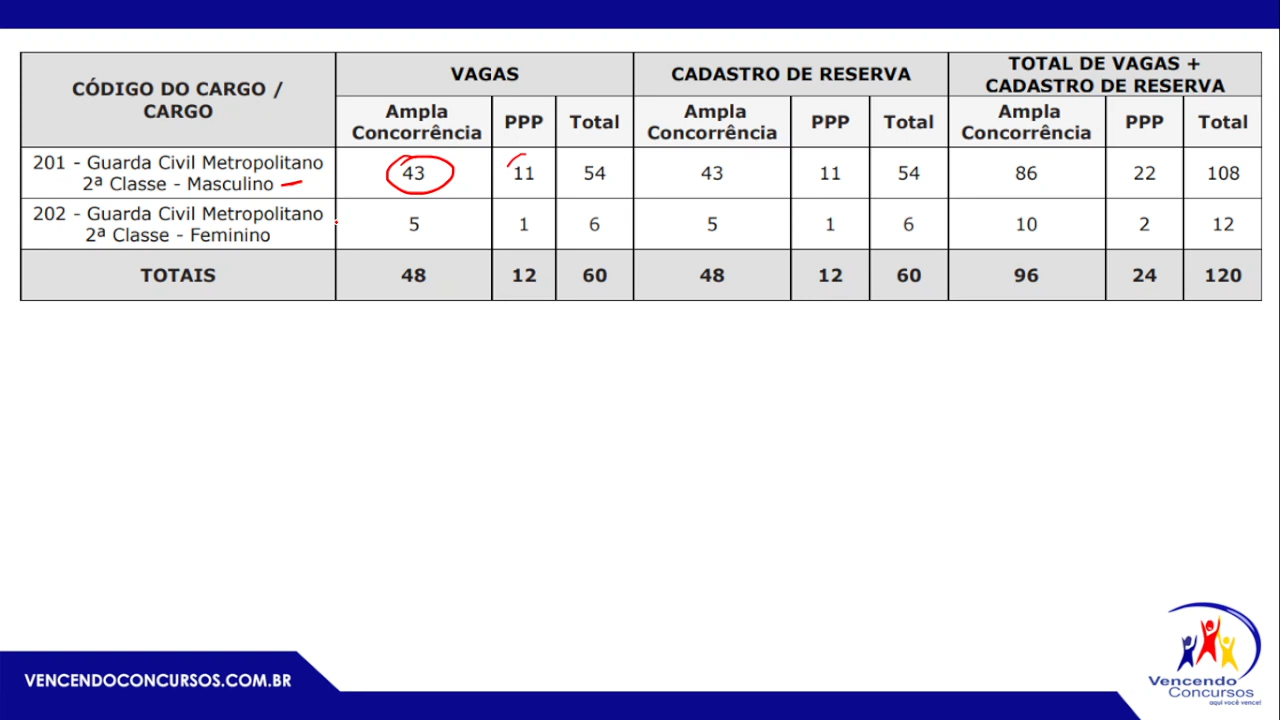 CÓDIGO DO CARGO /
CARGO
VAGAS
CADASTRO DE RESERVA
TOTAL DE VAGAS +
CADASTRO DE RESERVA
Ampla
Concorrência
PPP
Total
Ampla
Concorrência
PPP
Total
Ampla
Concorrência
PPP
Total
201 - Guarda Civil Metropolitano
2ª Classe - Masculino
43
11
54
43
11
54
86
22
108
202 - Guarda Civil Metropolitano
2ª Classe - Feminino
5
1
6
5
1
6
10
2
12
TOTAIS
48
12
60
48
12
60
96
24
120
VENCENDOCONCURSOS.COM.BR
Vencendo
Concursos
aqui você vence!